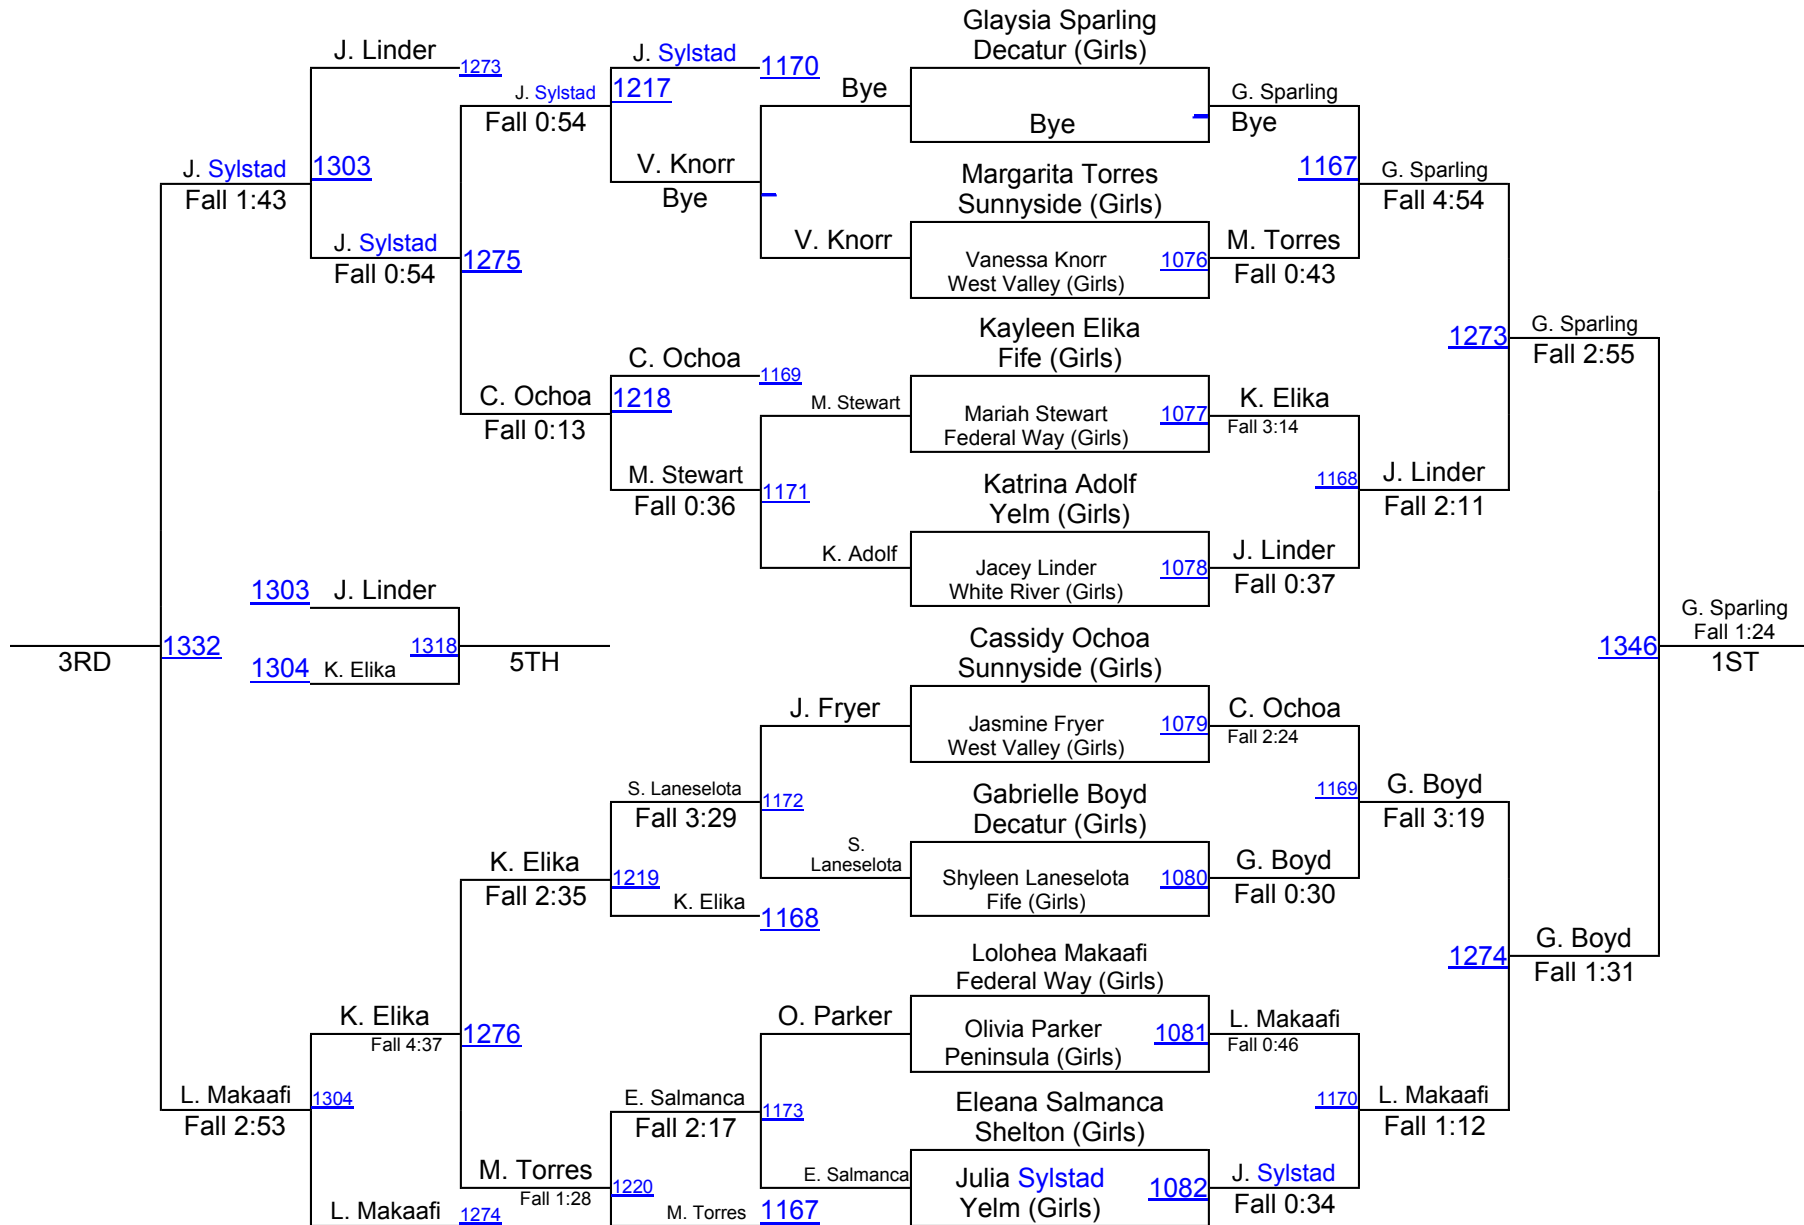 Glaysia Sparling
J. Linder
J. Sylstad
Decatur (Girls)
1273
1170
J. Sylstad
1217
Bye
G. Sparling
Fall 0:54
Bye
Bye
J. Sylstad
1303
V. Knorr
Margarita Torres
1167
G. Sparling
Fall 1:43
Bye
Sunnyside (Girls)
Fall 4:54
J. Sylstad
V. Knorr
M. Torres
Fall 0:54
1275
Vanessa Knorr
1076
Fall 0:43
West Valley (Girls)
Kayleen Elika
1273
G. Sparling
C. Ochoa
Fife (Girls)
Fall 2:55
1169
C. Ochoa
1218
M. Stewart
Mariah Stewart
1077
K. Elika
Fall 0:13
Federal Way (Girls)
Fall 3:14
M. Stewart
1171
Katrina Adolf
1168
J. Linder
Fall 0:36
Yelm (Girls)
Fall 2:11
K. Adolf
Jacey Linder
1078
J. Linder
White River (Girls)
Fall 0:37
1303
J. Linder
G. Sparling
Fall 1:24
3RD
1332
1318
5TH
Cassidy Ochoa
1346
1ST
1304
K. Elika
Sunnyside (Girls)
J. Fryer
Jasmine Fryer
1079
C. Ochoa
West Valley (Girls)
Fall 2:24
S. Laneselota
1172
Gabrielle Boyd
1169
G. Boyd
Fall 3:29
Decatur (Girls)
Fall 3:19
K. Elika
S.
Laneselota
G. Boyd
Fall 2:35
1219
Shyleen Laneselota
1080
Fall 0:30
K. Elika
1168
Fife (Girls)
Lolohea Makaafi
1274
G. Boyd
Federal Way (Girls)
Fall 1:31
K. Elika
1276
O. Parker
Olivia Parker
1081
L. Makaafi
Fall 4:37
Peninsula (Girls)
Fall 0:46
L. Makaafi
1304
E. Salmanca
1173
Eleana Salmanca
1170
L. Makaafi
Fall 2:53
Fall 2:17
Shelton (Girls)
Fall 1:12
M. Torres
1220
E. Salmanca
Julia Sylstad
1082
J. Sylstad
Fall 1:28
Yelm (Girls)
Fall 0:34
L. Makaafi
1274
M. Torres
1167